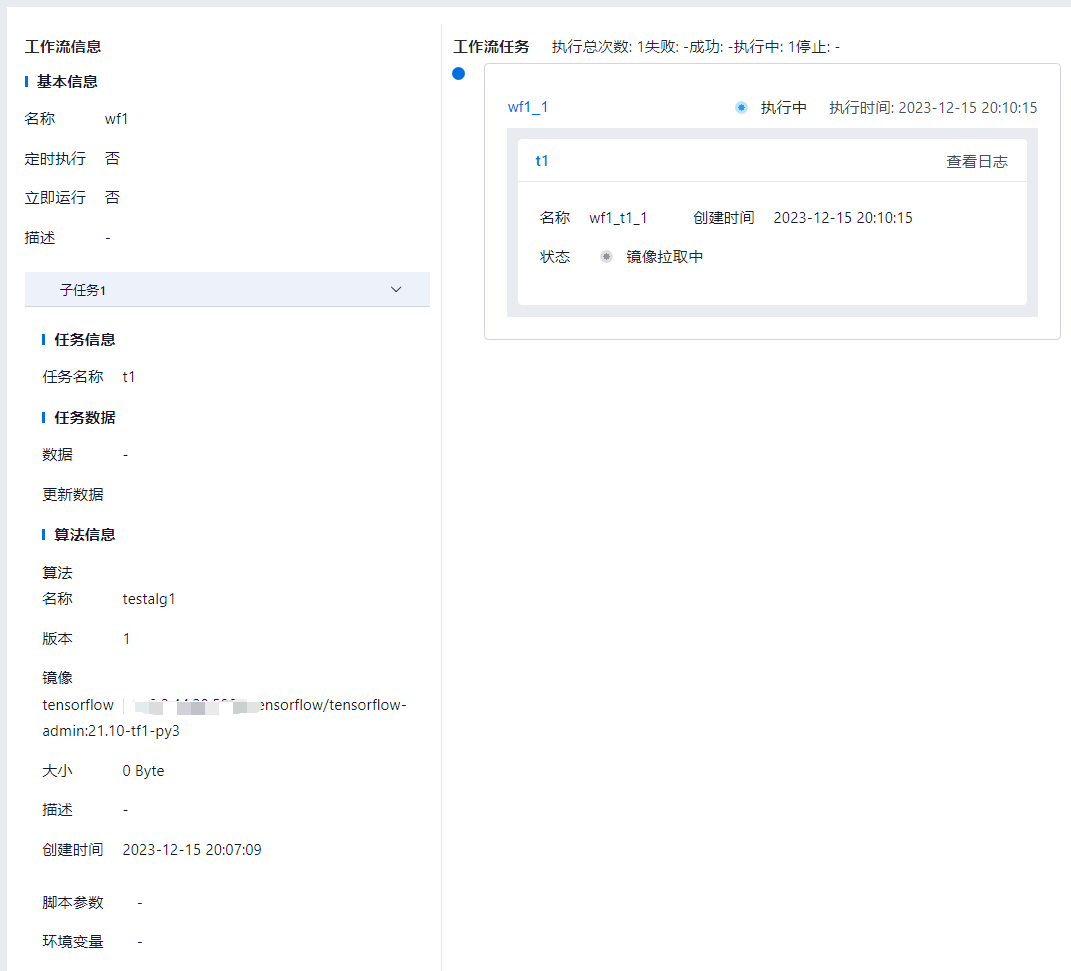 工作流信息
基本信息
名称 wf1
定时执行 否
立即运行 否
描述 -
子任务1
任务信息
任务名称 t1
任务数据
数据 -
更新数据
算法信息
算法
名称 testalg1
版本 1
镜像
tensorflow ensorflow/tensorflow-
admin:21.10-tf1-py3
大小 0 Byte
描述 -
创建时间 2023-12-15 20:07:09
脚本参数 -
环境变量 -
工作流任务 执行总次数: 1失败: -成功: -执行中: 1停止: -
wf1_1 执行中 执行时间: 2023-12-15 20:10:15
t1 查看日志
名称 wf1_t1_1 创建时间 2023-12-15 20:10:15
状态 镜像拉取中